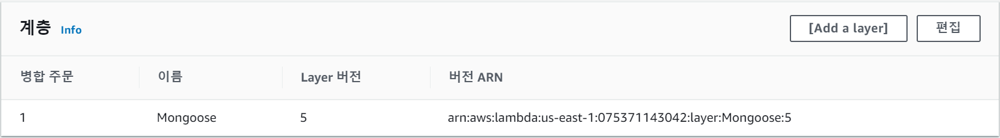 계층 Info [Add a layer] 편집
병합 주문 이름 Layer 버전 버전 ARN
1 Mongoose 5 arn:aws:lambda:us-east-1:075371143042:layer:Mongoose:5